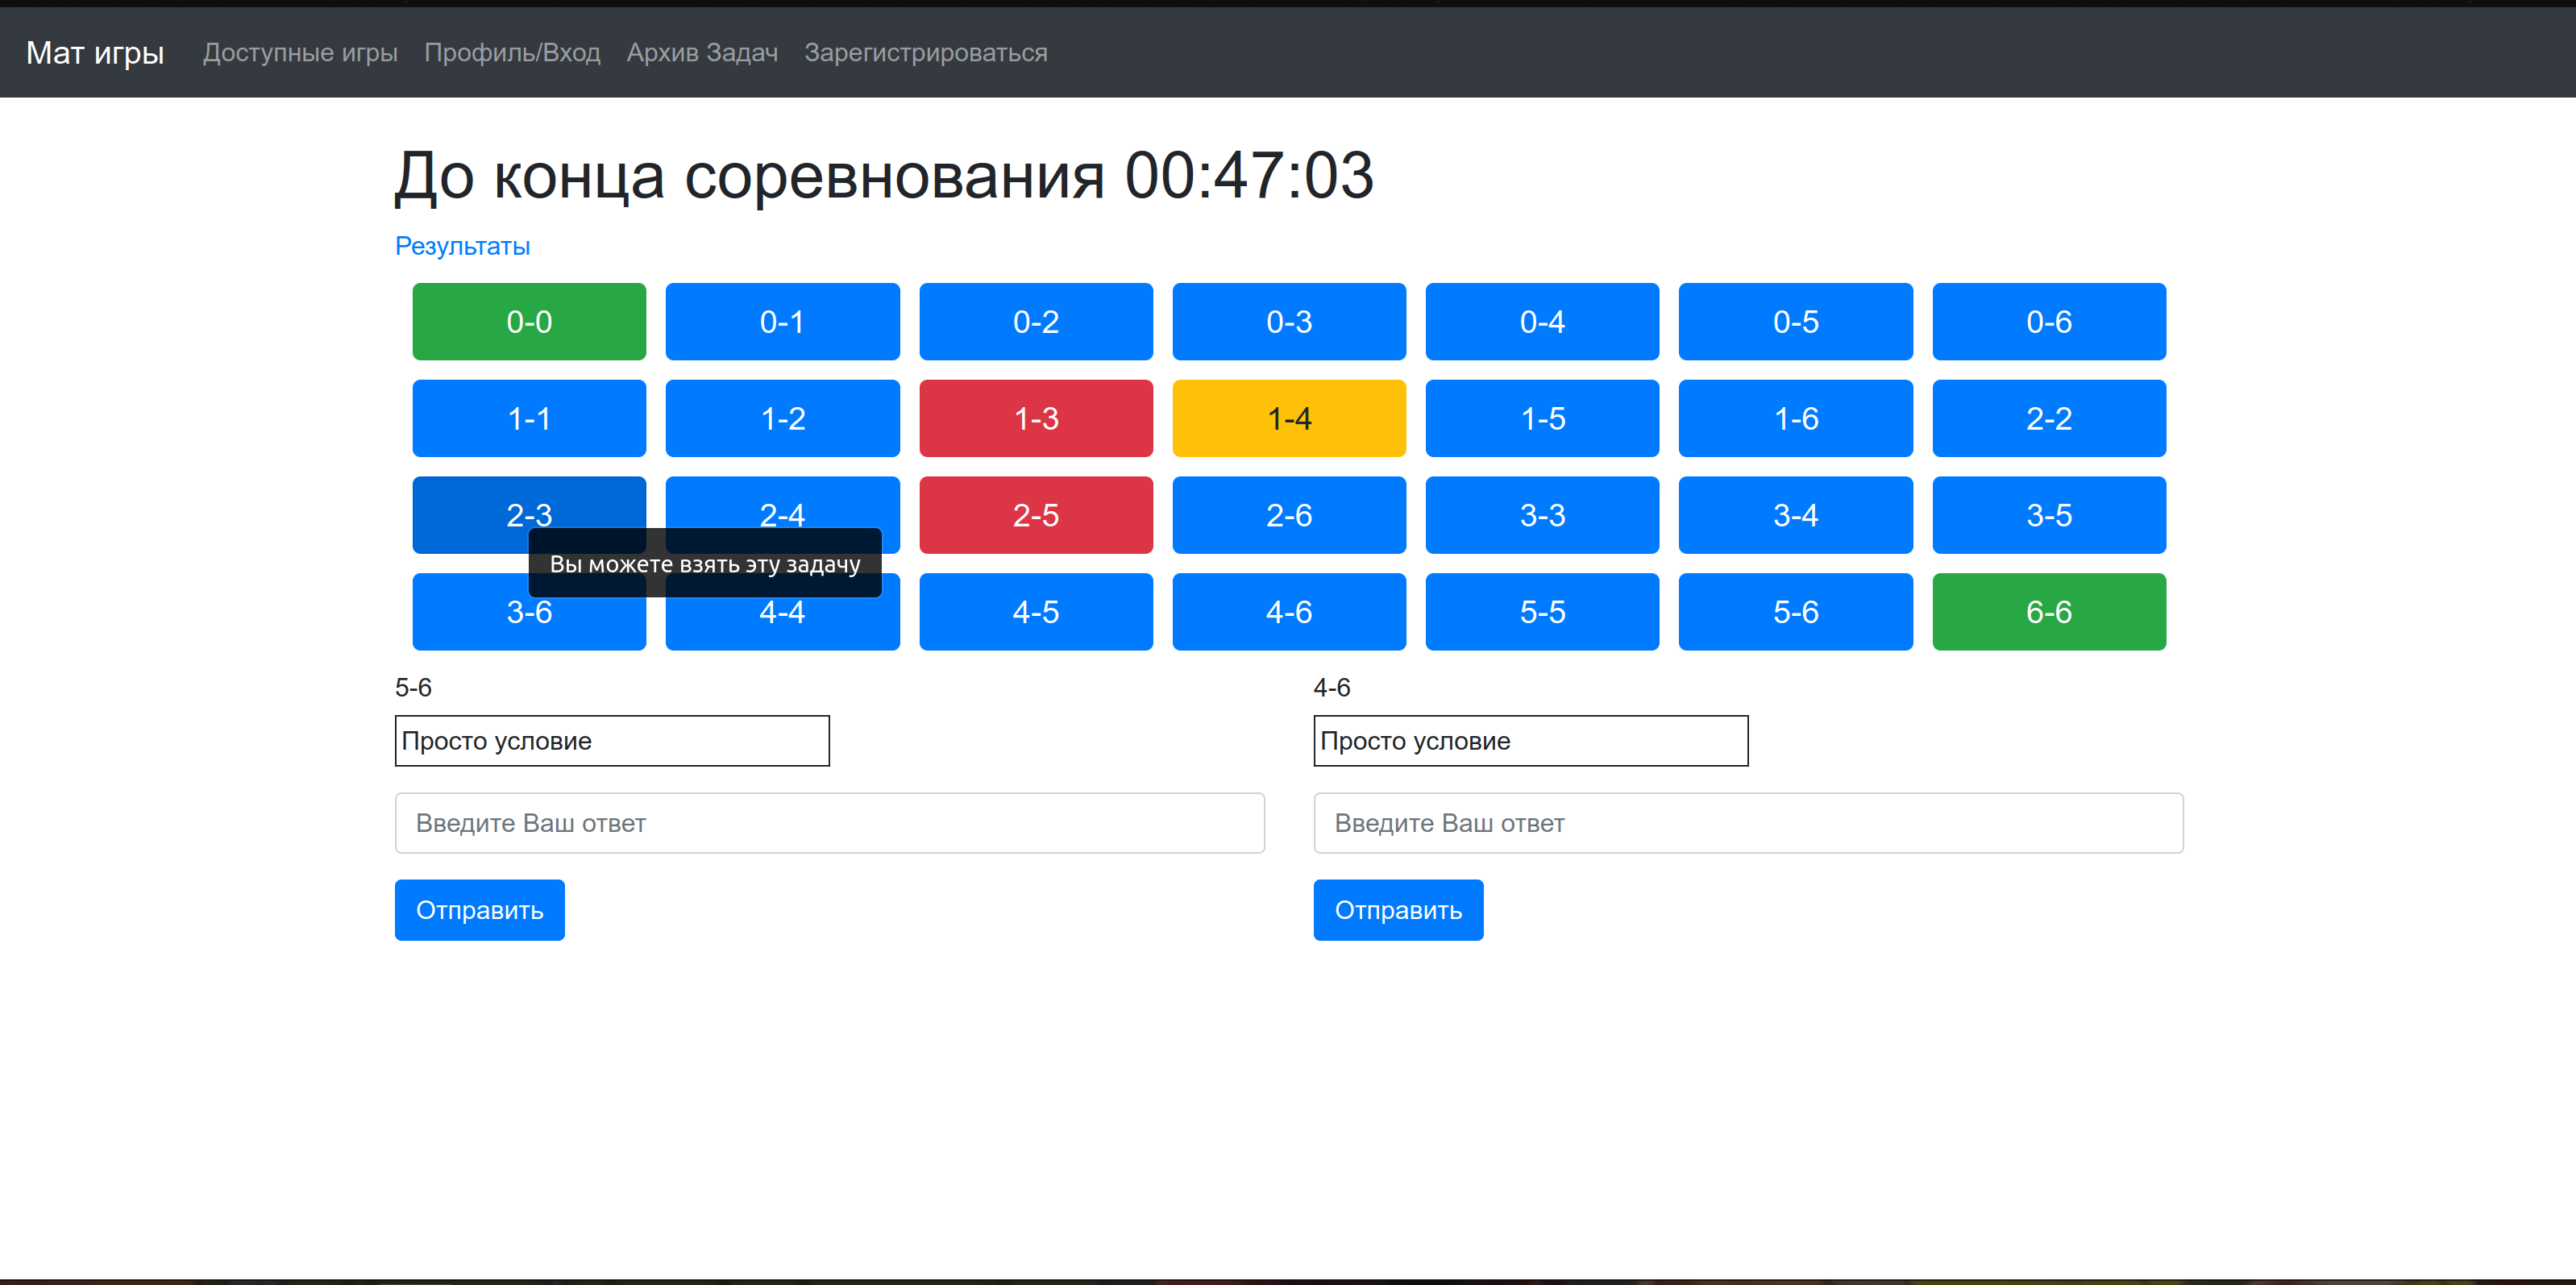 Мат игры Доступные игры Профиль/Вход Архив Задач Зарегистрироваться
До конца соревнования 00:47:03
Результаты
0-0 0-1 0-2 0-3 0-4 0-5 0-6
1-1 1-2 1-3 1-4 1-5 1-6 2-2
2-3 2-4 2-5 2-6 3-3 3-4 3-5
Вы можете взять эту задачу
3-6 4-4 4-5 4-6 5-5 5-6 6-6
5-6 4-6
Просто условие Просто условие
Введите Ваш ответ Введите Ваш ответ
Отправить Отправить